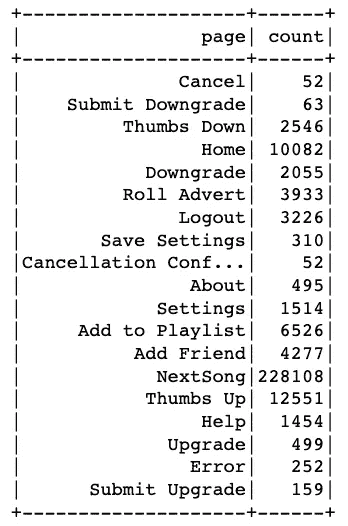 +--------------------+------+
|                page| count|
+--------------------+------+
|              Cancel|    52|
|    Submit Downgrade|    63|
|         Thumbs Down|  2546|
|                Home| 10082|
|           Downgrade|  2055|
|         Roll Advert|  3933|
|              Logout|  3226|
|       Save Settings|   310|
|Cancellation Conf...|    52|
|               About|   495|
|            Settings|  1514|
|     Add to Playlist|  6526|
|          Add Friend|  4277|
|            NextSong|228108|
|           Thumbs Up| 12551|
|                Help|  1454|
|             Upgrade|   499|
|               Error|   252|
|      Submit Upgrade|   159|
+--------------------+------+